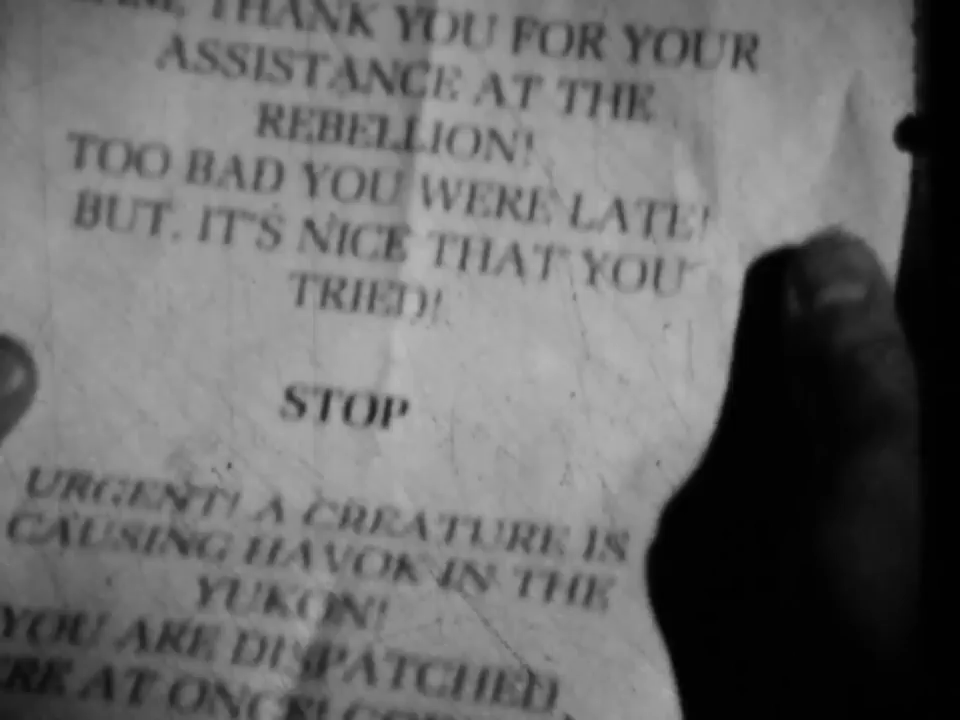 THANK YOU FOR YOUR
ASSISTANCE AT THE
REBELLION!
TOO BAD YOU WERE LATE!
BUT, IT'S NICE THAT YOU
TRIED!
STOP
URGENT! A CREATURE IS
CAUSING HAVOK IN THE
YUKON!
YOU ARE DISPATCHED
AT ONCE!